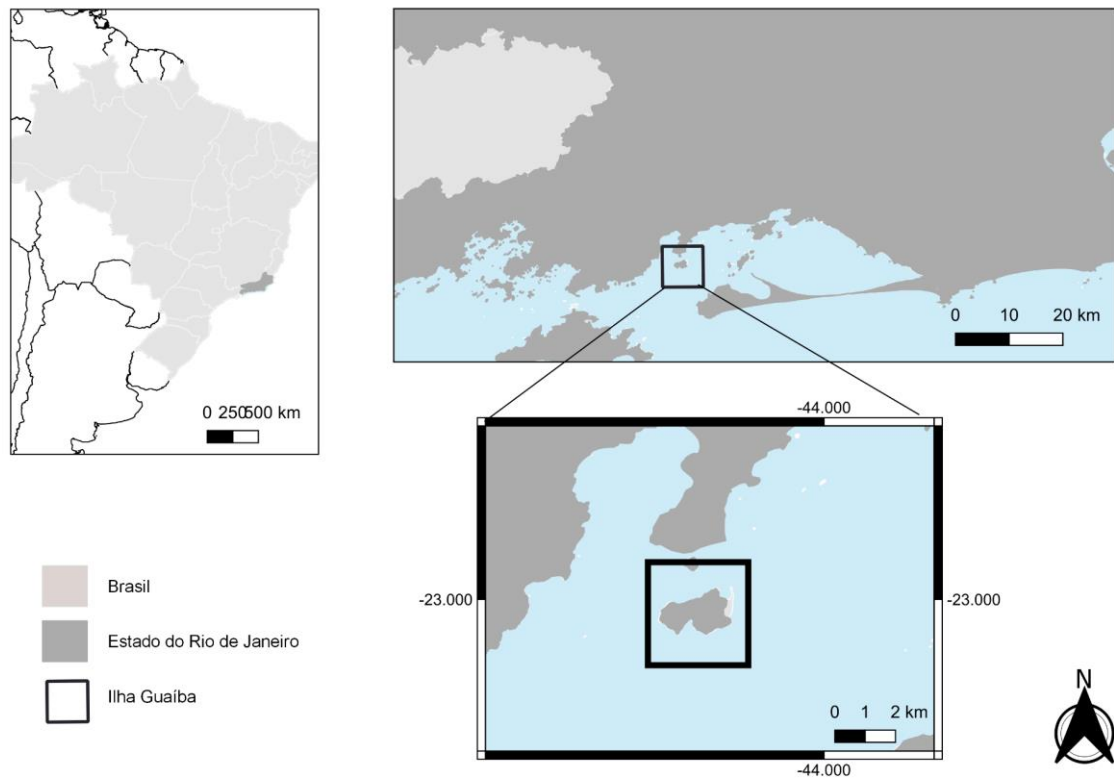 0 250500 km
0 10 20 km
-44.000
-23.000 -23.000
0 1 2 km
-44.000
Brasil
Estado do Rio de Janeiro
Ilha Guaíba
N